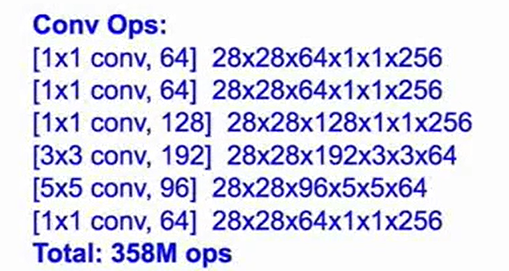 Conv Ops:
[1x1 conv, 64] 28x28x64x1x1x256
[1x1 conv, 64] 28x28x64x1x1x256
[1x1 conv, 128] 28x28x128x1x1x256
[3x3 conv, 192] 28x28x192x3x3x64
[5x5 conv, 96] 28x28x96x5x5x64
[1x1 conv, 64] 28x28x64x1x1x256
Total: 358M ops